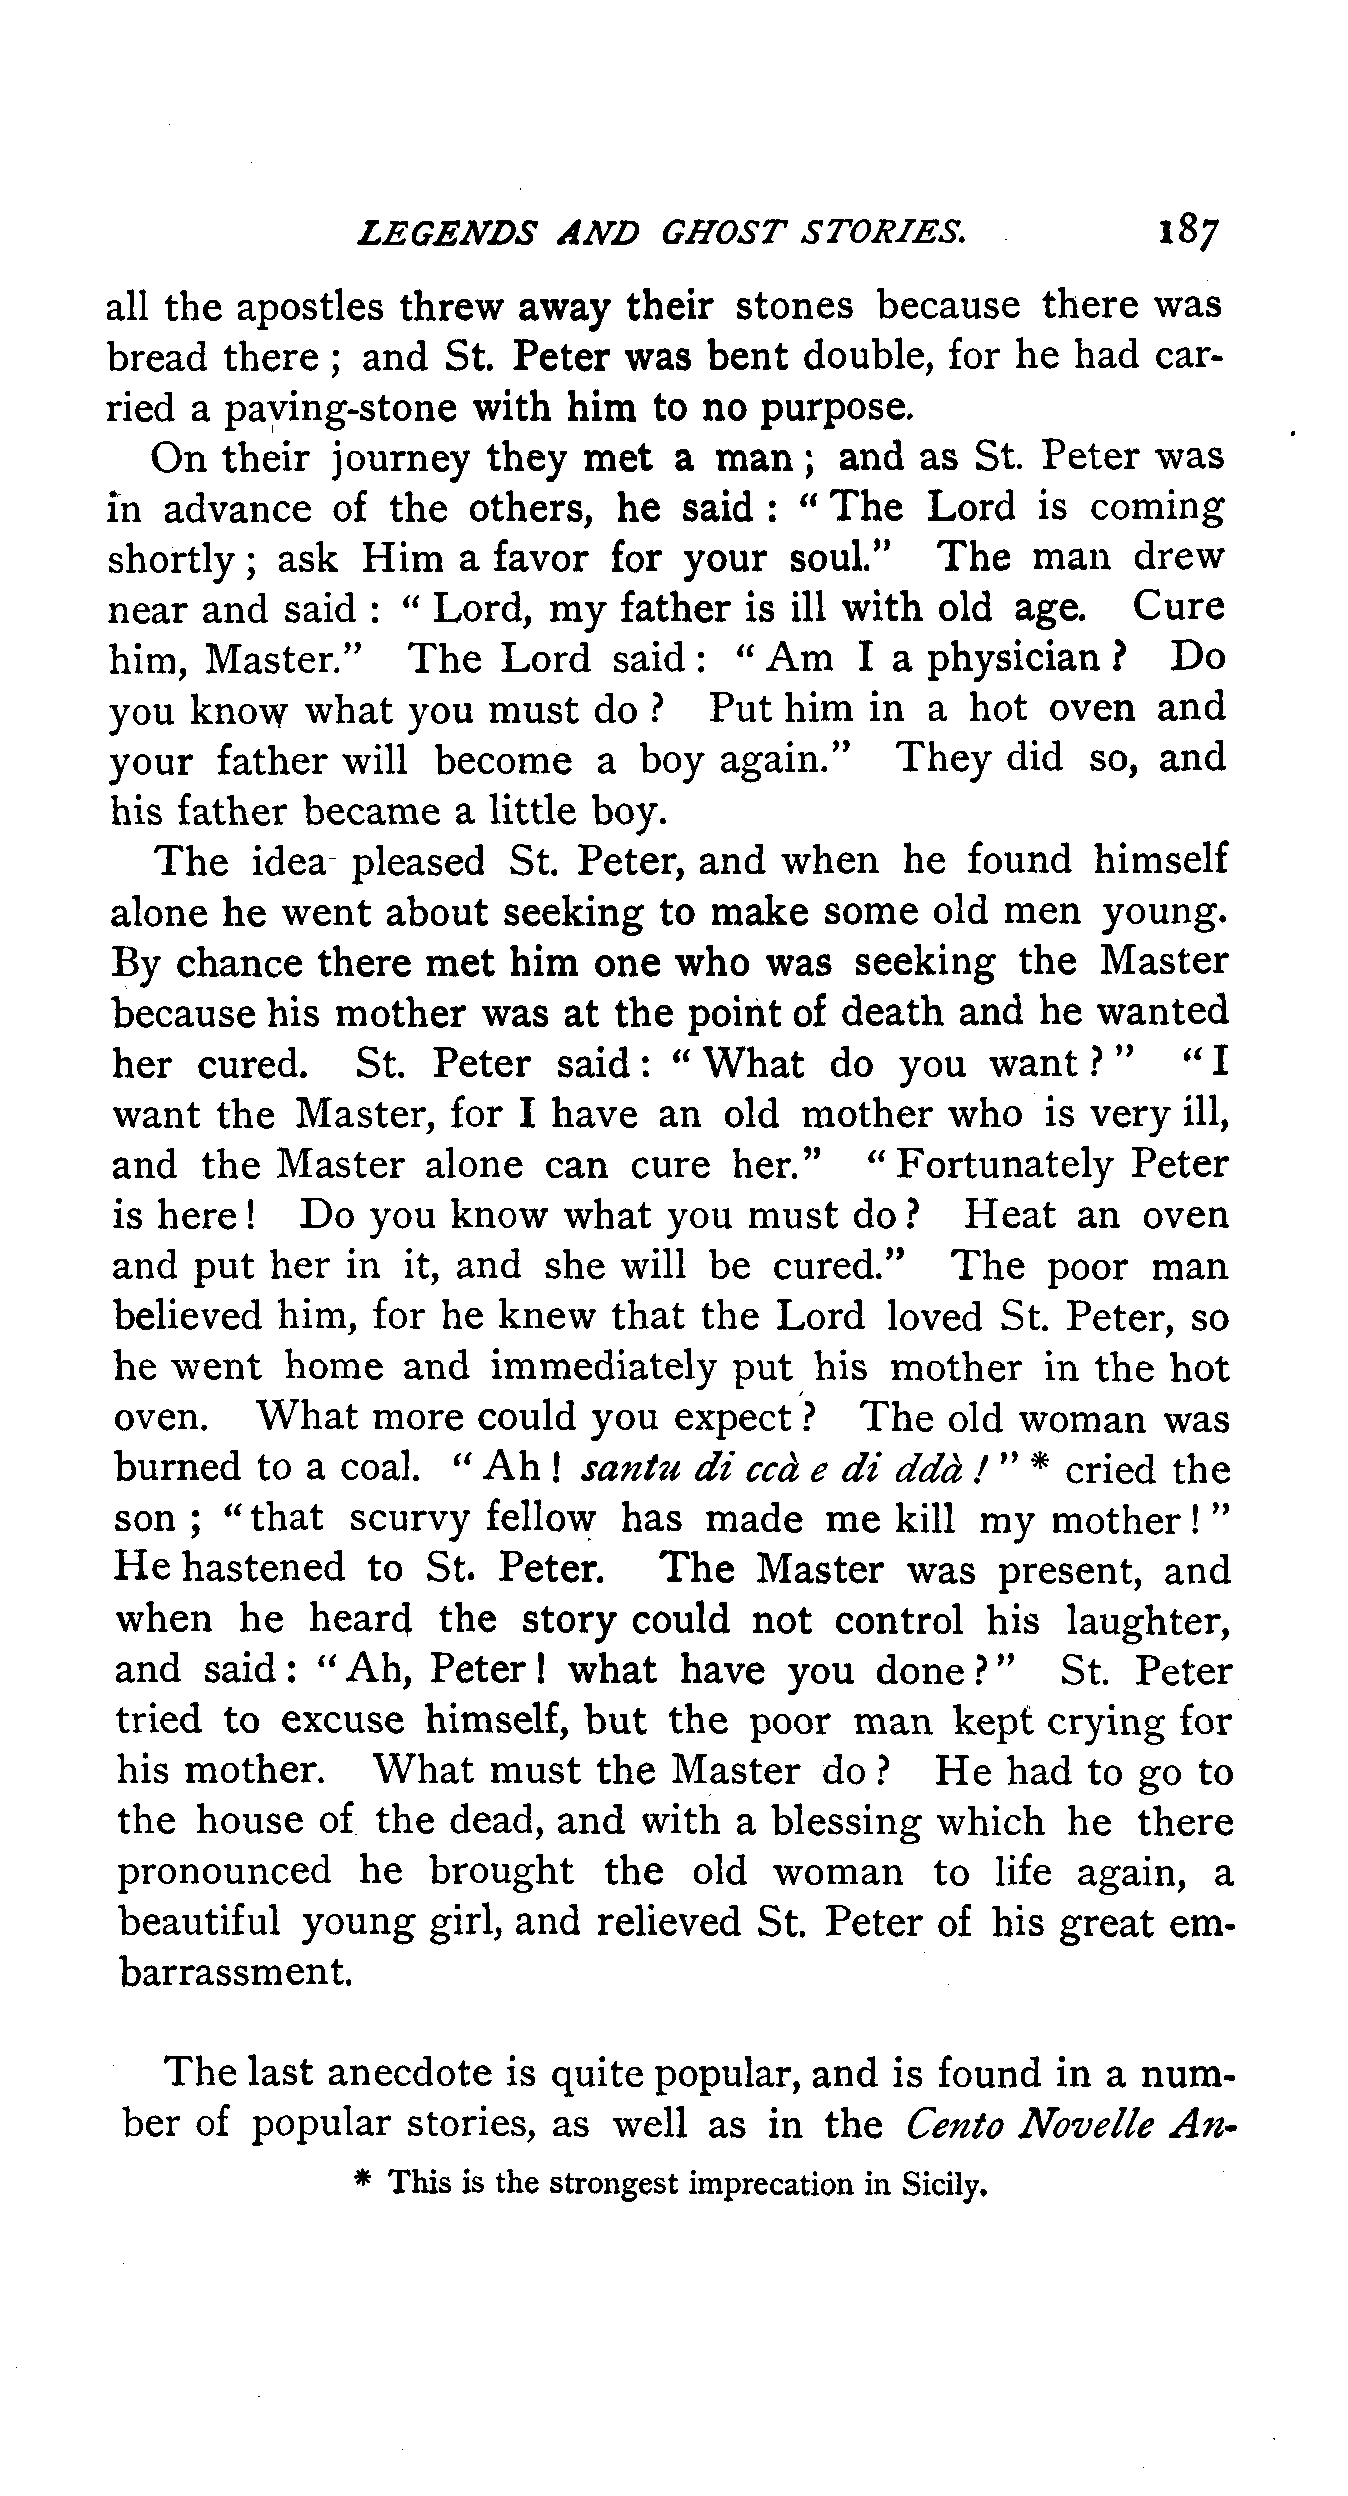 LEGENDS AND GHOST STORIES. 187
all the apostles threw away their stones because there was
bread there ; and St. Peter was bent double, for he had car-
ried a paving-stone with him to no purpose.
On their journey they met a man ; and as St. Peter was
in advance of the others, he said : “ The Lord is coming
shortly ; ask Him a favor for your soul.” The man drew
near and said : “ Lord, my father is ill with old age. Cure
him, Master.” The Lord said : “ Am I a physician ? Do
you know what you must do ? Put him in a hot oven and
your father will become a boy again.” They did so, and
his father became a little boy.
The idea pleased St. Peter, and when he found himself
alone he went about seeking to make some old men young.
By chance there met him one who was seeking the Master
because his mother was at the point of death and he wanted
her cured. St. Peter said : “ What do you want ? ” “ I
want the Master, for I have an old mother who is very ill,
and the Master alone can cure her.” “ Fortunately Peter
is here ! Do you know what you must do ? Heat an oven
and put her in it, and she will be cured.” The poor man
believed him, for he knew that the Lord loved St. Peter, so
he went home and immediately put his mother in the hot
oven. What more could you expect ? The old woman was
burned to a coal. “ Ah ! santu di ccà e di ddà ! ” * cried the
son ; “ that scurvy fellow has made me kill my mother ! ”
He hastened to St. Peter. The Master was present, and
when he heard the story could not control his laughter,
and said : “ Ah, Peter ! what have you done ? ” St. Peter
tried to excuse himself, but the poor man kept crying for
his mother. What must the Master do ? He had to go to
the house of the dead, and with a blessing which he there
pronounced he brought the old woman to life again, a
beautiful young girl, and relieved St. Peter of his great em-
barrassment.
The last anecdote is quite popular, and is found in a num-
ber of popular stories, as well as in the Cento Novelle An-
* This is the strongest imprecation in Sicily.